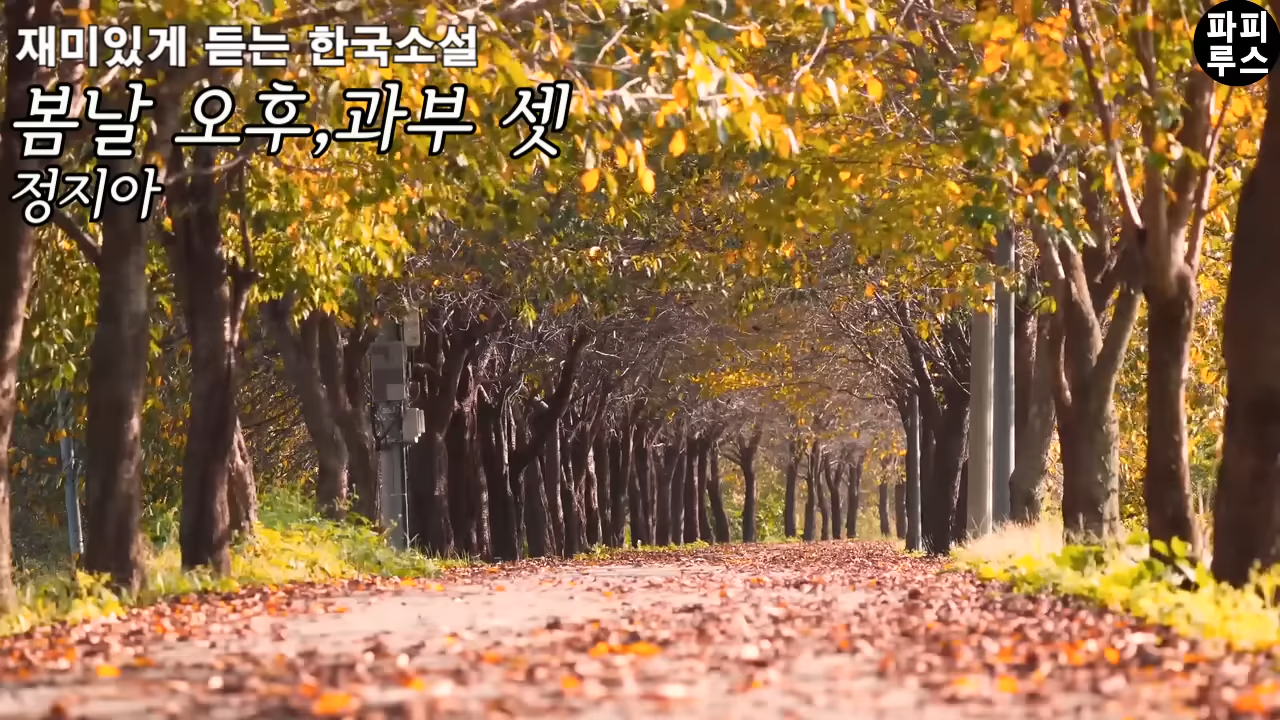 재미있게 듣는 한국소설
봄날 오후,과부 셋
정지아
파피
루스